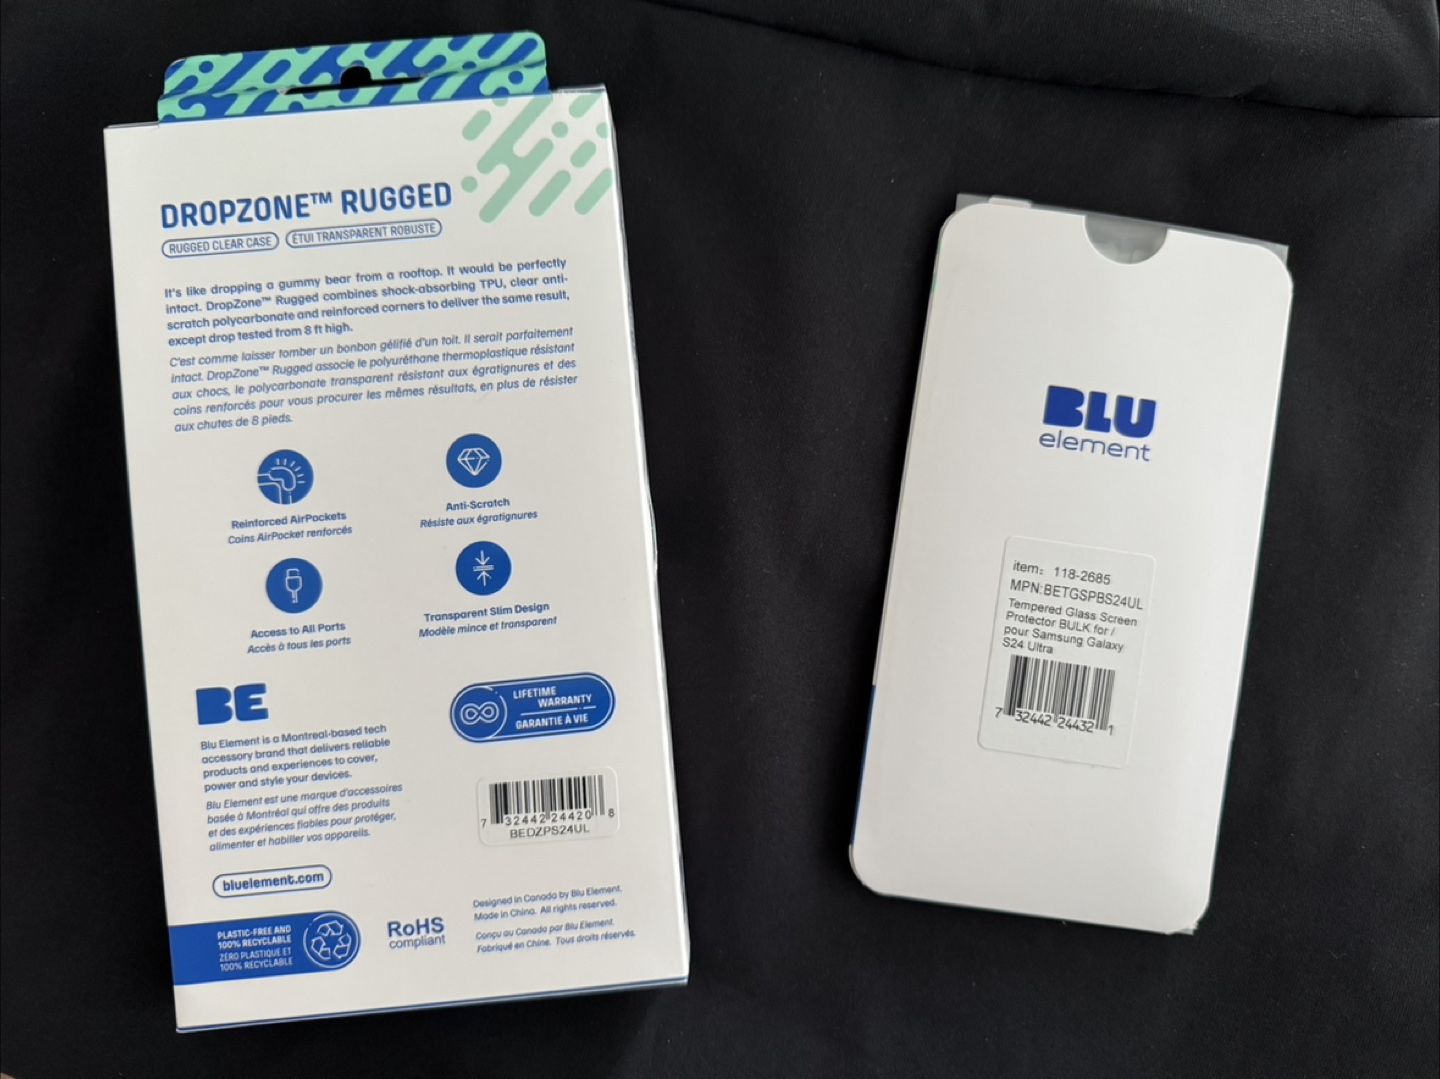 DROPZONE™ RUGGED
RUGGED CLEAR CASE
ÉTUI TRANSPARENT ROBUSTE
It's like dropping a gummy bear from a rooftop. It would be perfectly
intact. DropZone™ Rugged combines shock-absorbing TPU, clear anti-
scratch polycarbonate and reinforced corners to deliver the same result,
except drop tested from 8 ft high.
C'est comme laisser tomber un bonbon gélifié d'un toit. Il serait parfaitement
intact. DropZone™ Rugged associe le polyuréthane thermoplastique résistant
aux chocs, le polycarbonate transparent résistant aux égratignures et des
coins renforcés pour vous procurer les mêmes résultats, en plus de résister
aux chutes de 8 pieds.
Reinforced AirPockets
Coins AirPocket renforcés
Anti-Scratch
Résiste aux égratignures
Access to All Ports
Accès à tous les ports
Transparent Slim Design
Modèle mince et transparent
BE
Blu Element is a Montreal-based tech
accessory brand that delivers reliable
products and experiences to cover,
power and style your devices.
Blu Element est une marque d'accessoires
basée à Montréal qui offre des produits
et des expériences fiables pour protéger,
alimenter et habiller vos appareils.
LIFETIME
WARRANTY
GARANTIE À VIE
7 32442 24420 8
BEDZPS24UL
bluelement.com
PLASTIC-FREE AND
100% RECYCLABLE
ZÉRO PLASTIQUE ET
100% RECYCLABLE
RoHS
compliant
Designed in Canada by Blu Element.
Made in China. All rights reserved.
Conçu au Canada par Blu Element.
Fabriqué en Chine. Tous droits réservés.
BLU
element
item: 118-2685
MPN:BETGSPBS24UL
Tempered Glass Screen
Protector BULK for /
pour Samsung Galaxy
S24 Ultra
7 32442 24432 1